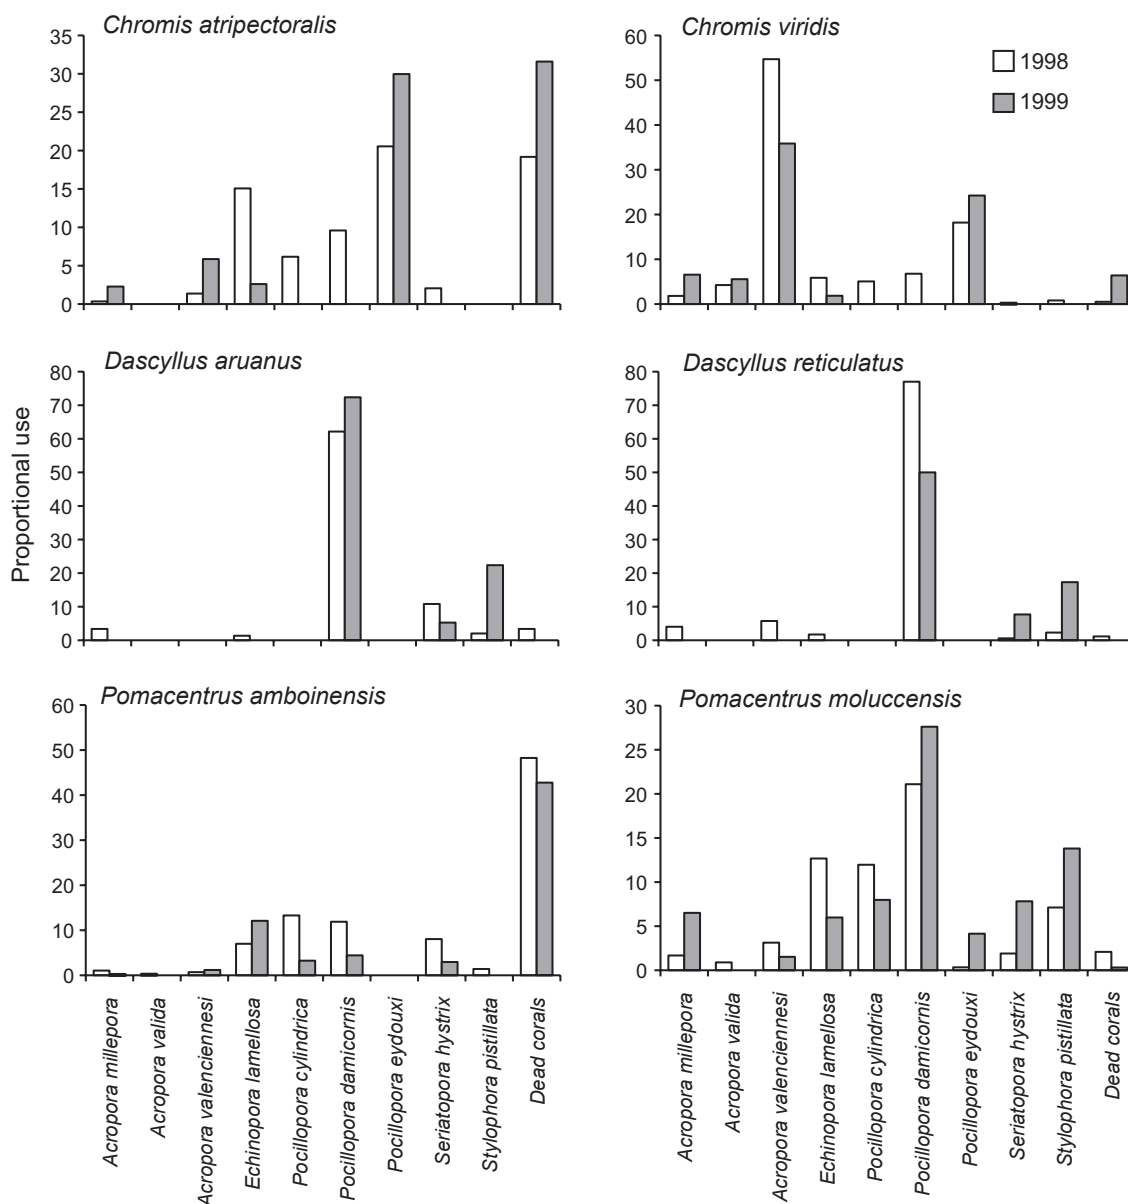 Chromis atripectoralis
35
30
25
20
15
10
5
0
Chromis viridis
60
50
40
30
20
10
0
1998
1999
Dascyllus aruanus
80
70
60
50
40
30
20
10
0
Dascyllus reticulatus
80
70
60
50
40
30
20
10
0
Proportional use
Pomacentrus amboinensis
60
50
40
30
20
10
0
Pomacentrus moluccensis
30
25
20
15
10
5
0
Acropora millepora
Acropora valida
Acropora valenciennesi
Echinopora lamellosa
Pocillopora cylindrica
Pocillopora damicornis
Pocillopora eydouxi
Seriatopora hystrix
Stylophora pistillata
Dead corals
Acropora millepora
Acropora valida
Acropora valenciennesi
Echinopora lamellosa
Pocillopora cylindrica
Pocillopora damicornis
Pocillopora eydouxi
Seriatopora hystrix
Stylophora pistillata
Dead corals